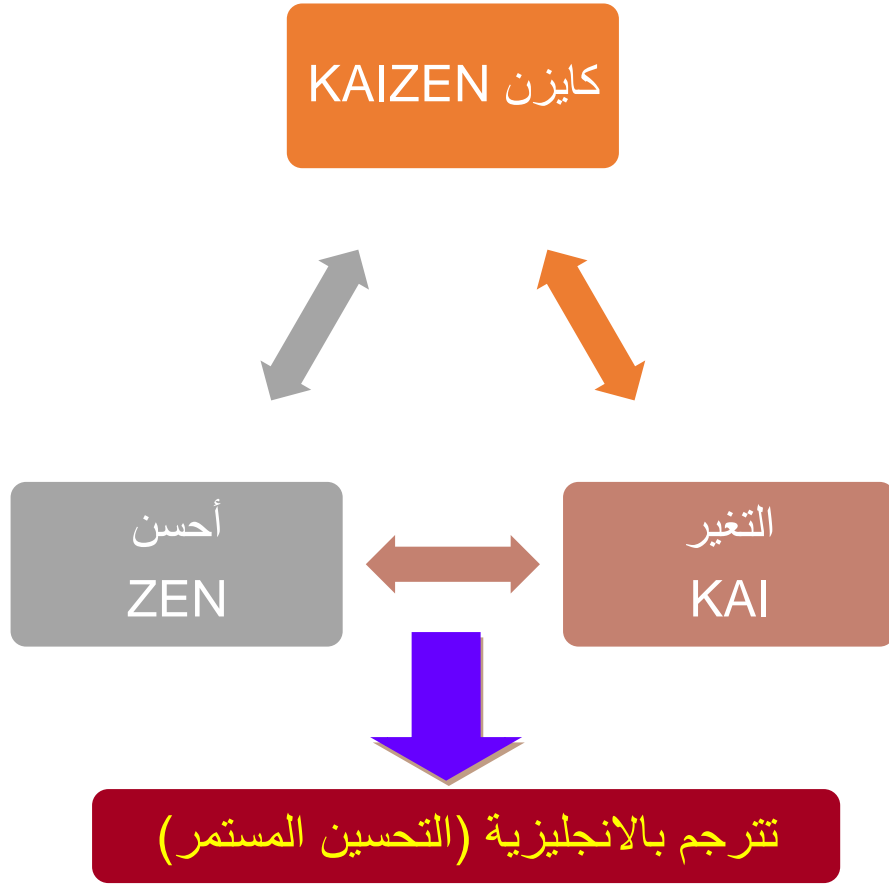 كايزن KAIZEN
التغير
KAI
أحسن
ZEN
تترجم بالانجليزية (التحسين المستمر)